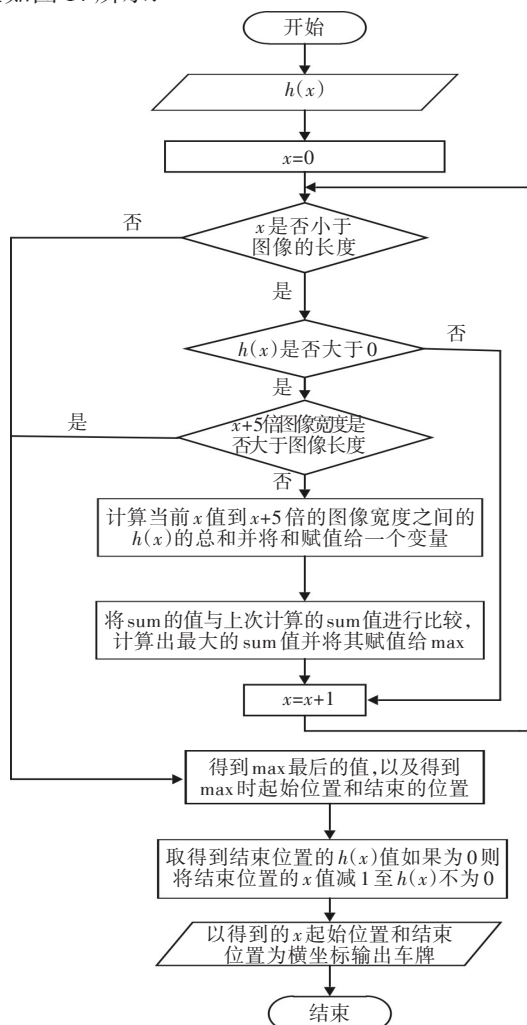 开始
h(x)
x=0
否
x是否小于
图像的长度
是
h(x)是否大于0
否
是
是
x+5倍图像宽度是
否大于图像长度
否
计算当前x值到x+5倍的图像宽度之间的
h(x)的总和并将和赋值给一个变量
将sum的值与上次计算的sum值进行比较,
计算出最大的sum值并将其赋值给max
x=x+1
得到max最后的值,以及得到
max时起始位置和结束的位置
取得到结束位置的h(x)值如果为0则
将结束位置的x值减1至h(x)不为0
以得到的x起始位置和结束
位置为横坐标输出车牌
结束